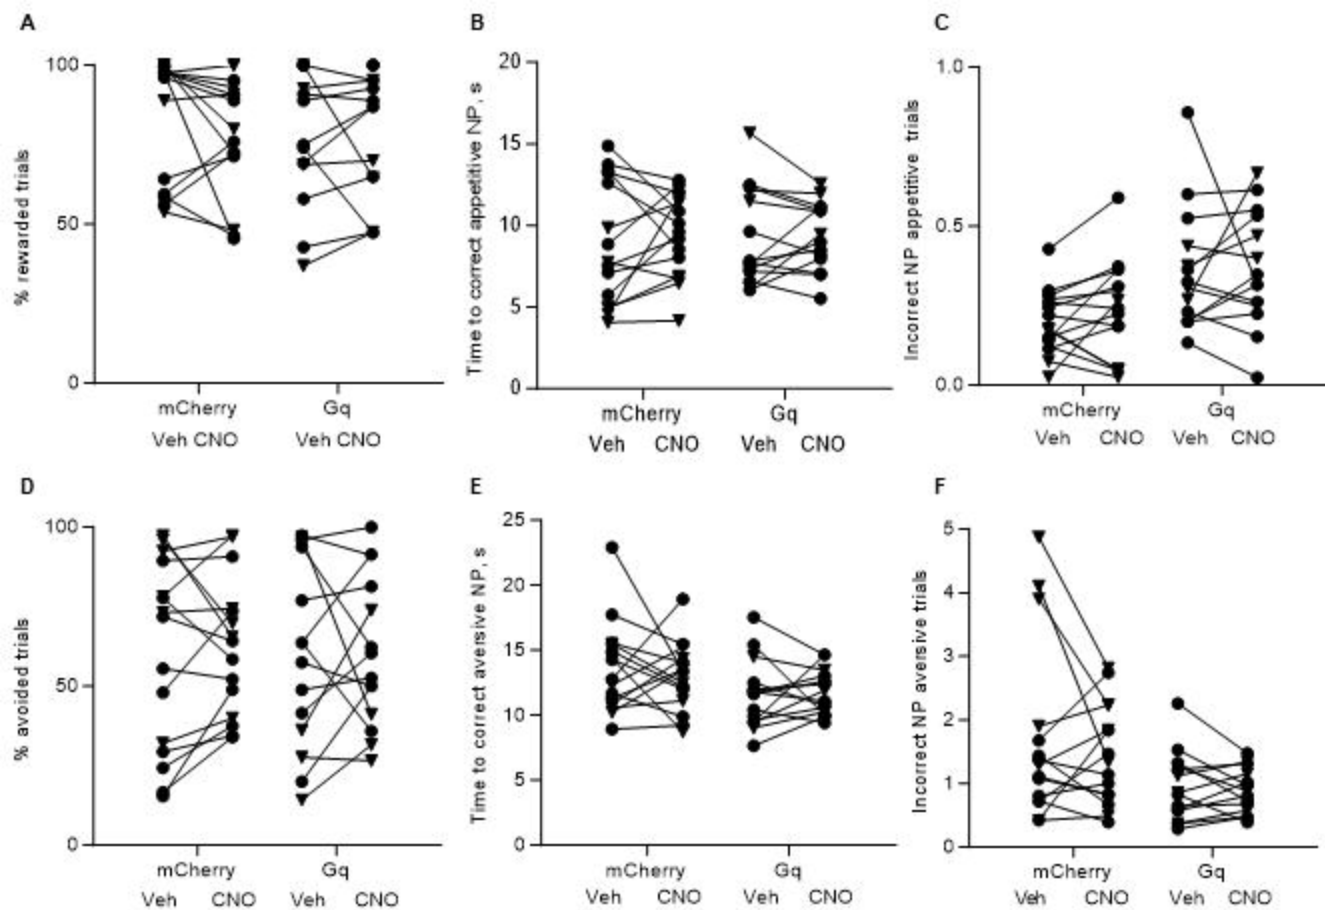 A
B
C
% rewarded trials
100
50
0
mCherry
Gq
Veh CNO
Veh CNO
Time to correct appetitive NP, s
20
15
10
5
0
mCherry
Gq
Veh
CNO
Veh
CNO
Incorrect NP appetitive trials
1.0
0.5
0.0
mCherry
Gq
Veh
CNO
Veh
CNO
D
E
F
% avoided trials
100
50
0
mCherry
Gq
Veh
CNO
Veh
CNO
Time to correct aversive NP, s
25
20
15
10
5
0
mCherry
Gq
Veh
CNO
Veh
CNO
Incorrect NP aversive trials
5
4
3
2
1
0
mCherry
Gq
Veh
CNO
Veh
CNO